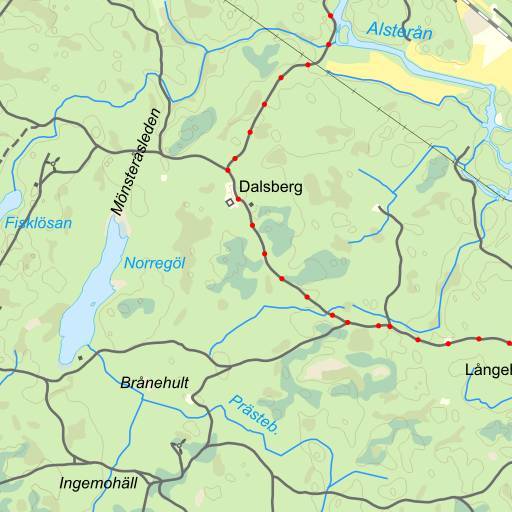 Alsterån
Mönsteråsleden
Dalsberg
Fisklösan
Norregöl
Långel
Brånehult
Prästeb.
Ingemohäll